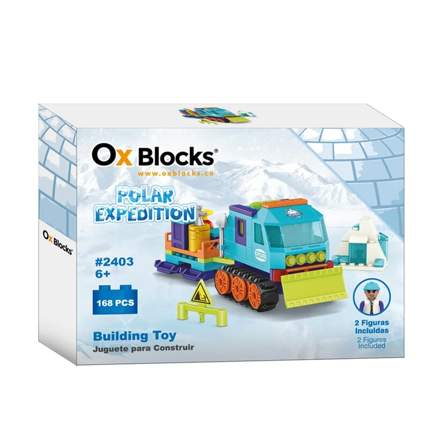 Ox Blocks®
www.oxblocks.co
POLAR
EXPEDITION
#2403
6+
168 PCS
Building Toy
Juguete para Construir
2 Figuras
Incluidas
2 Figures
Included
Ox Blocks®